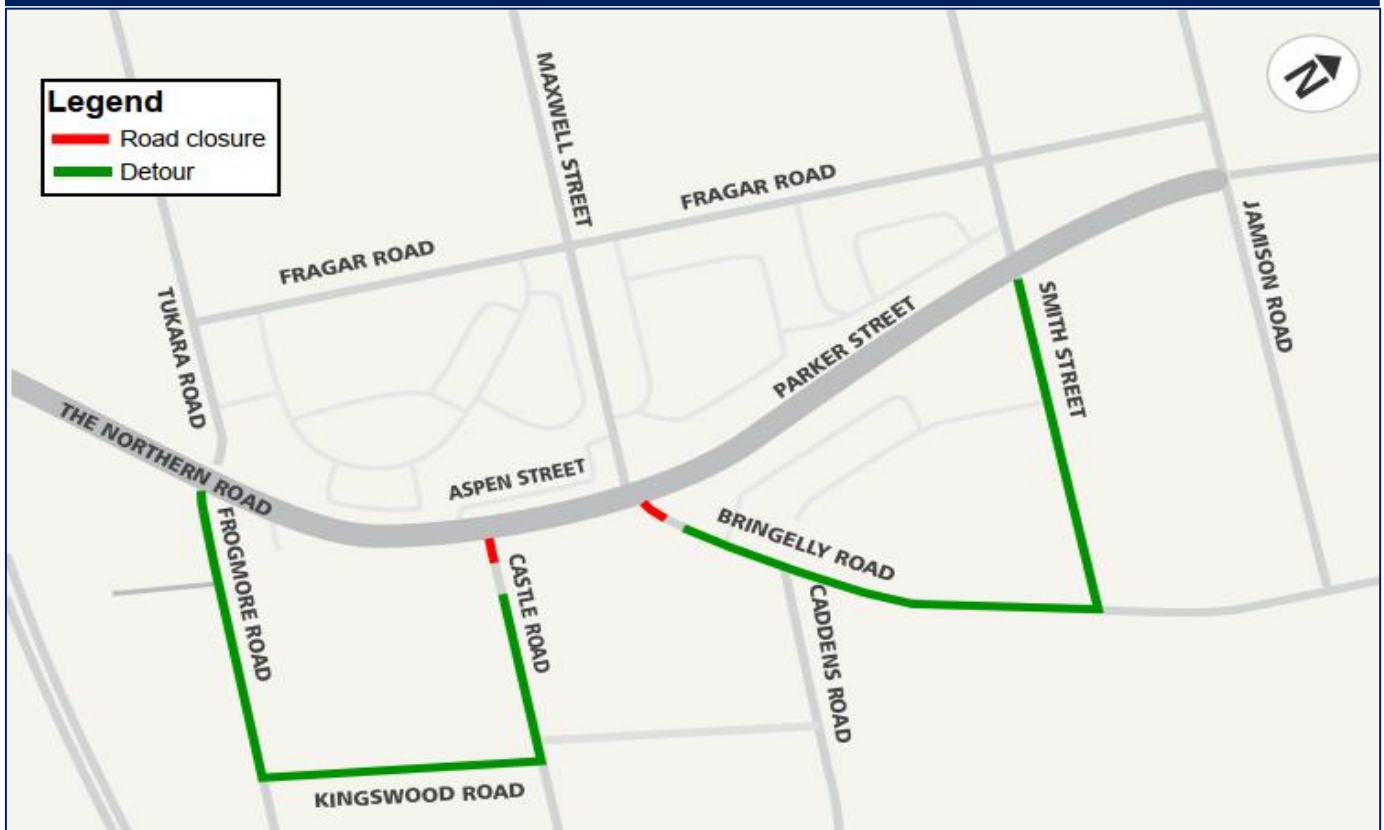 Legend
Road closure
Detour
N
MAXWELL STREET
FRAGAR ROAD
FRAGAR ROAD
TUKARA ROAD
JAMISON ROAD
SMITH STREET
PARKER STREET
THE NORTHERN ROAD
ASPEN STREET
FROGMORE ROAD
BRINGELLY ROAD
CASTLE ROAD
CADDENS ROAD
KINGSWOOD ROAD